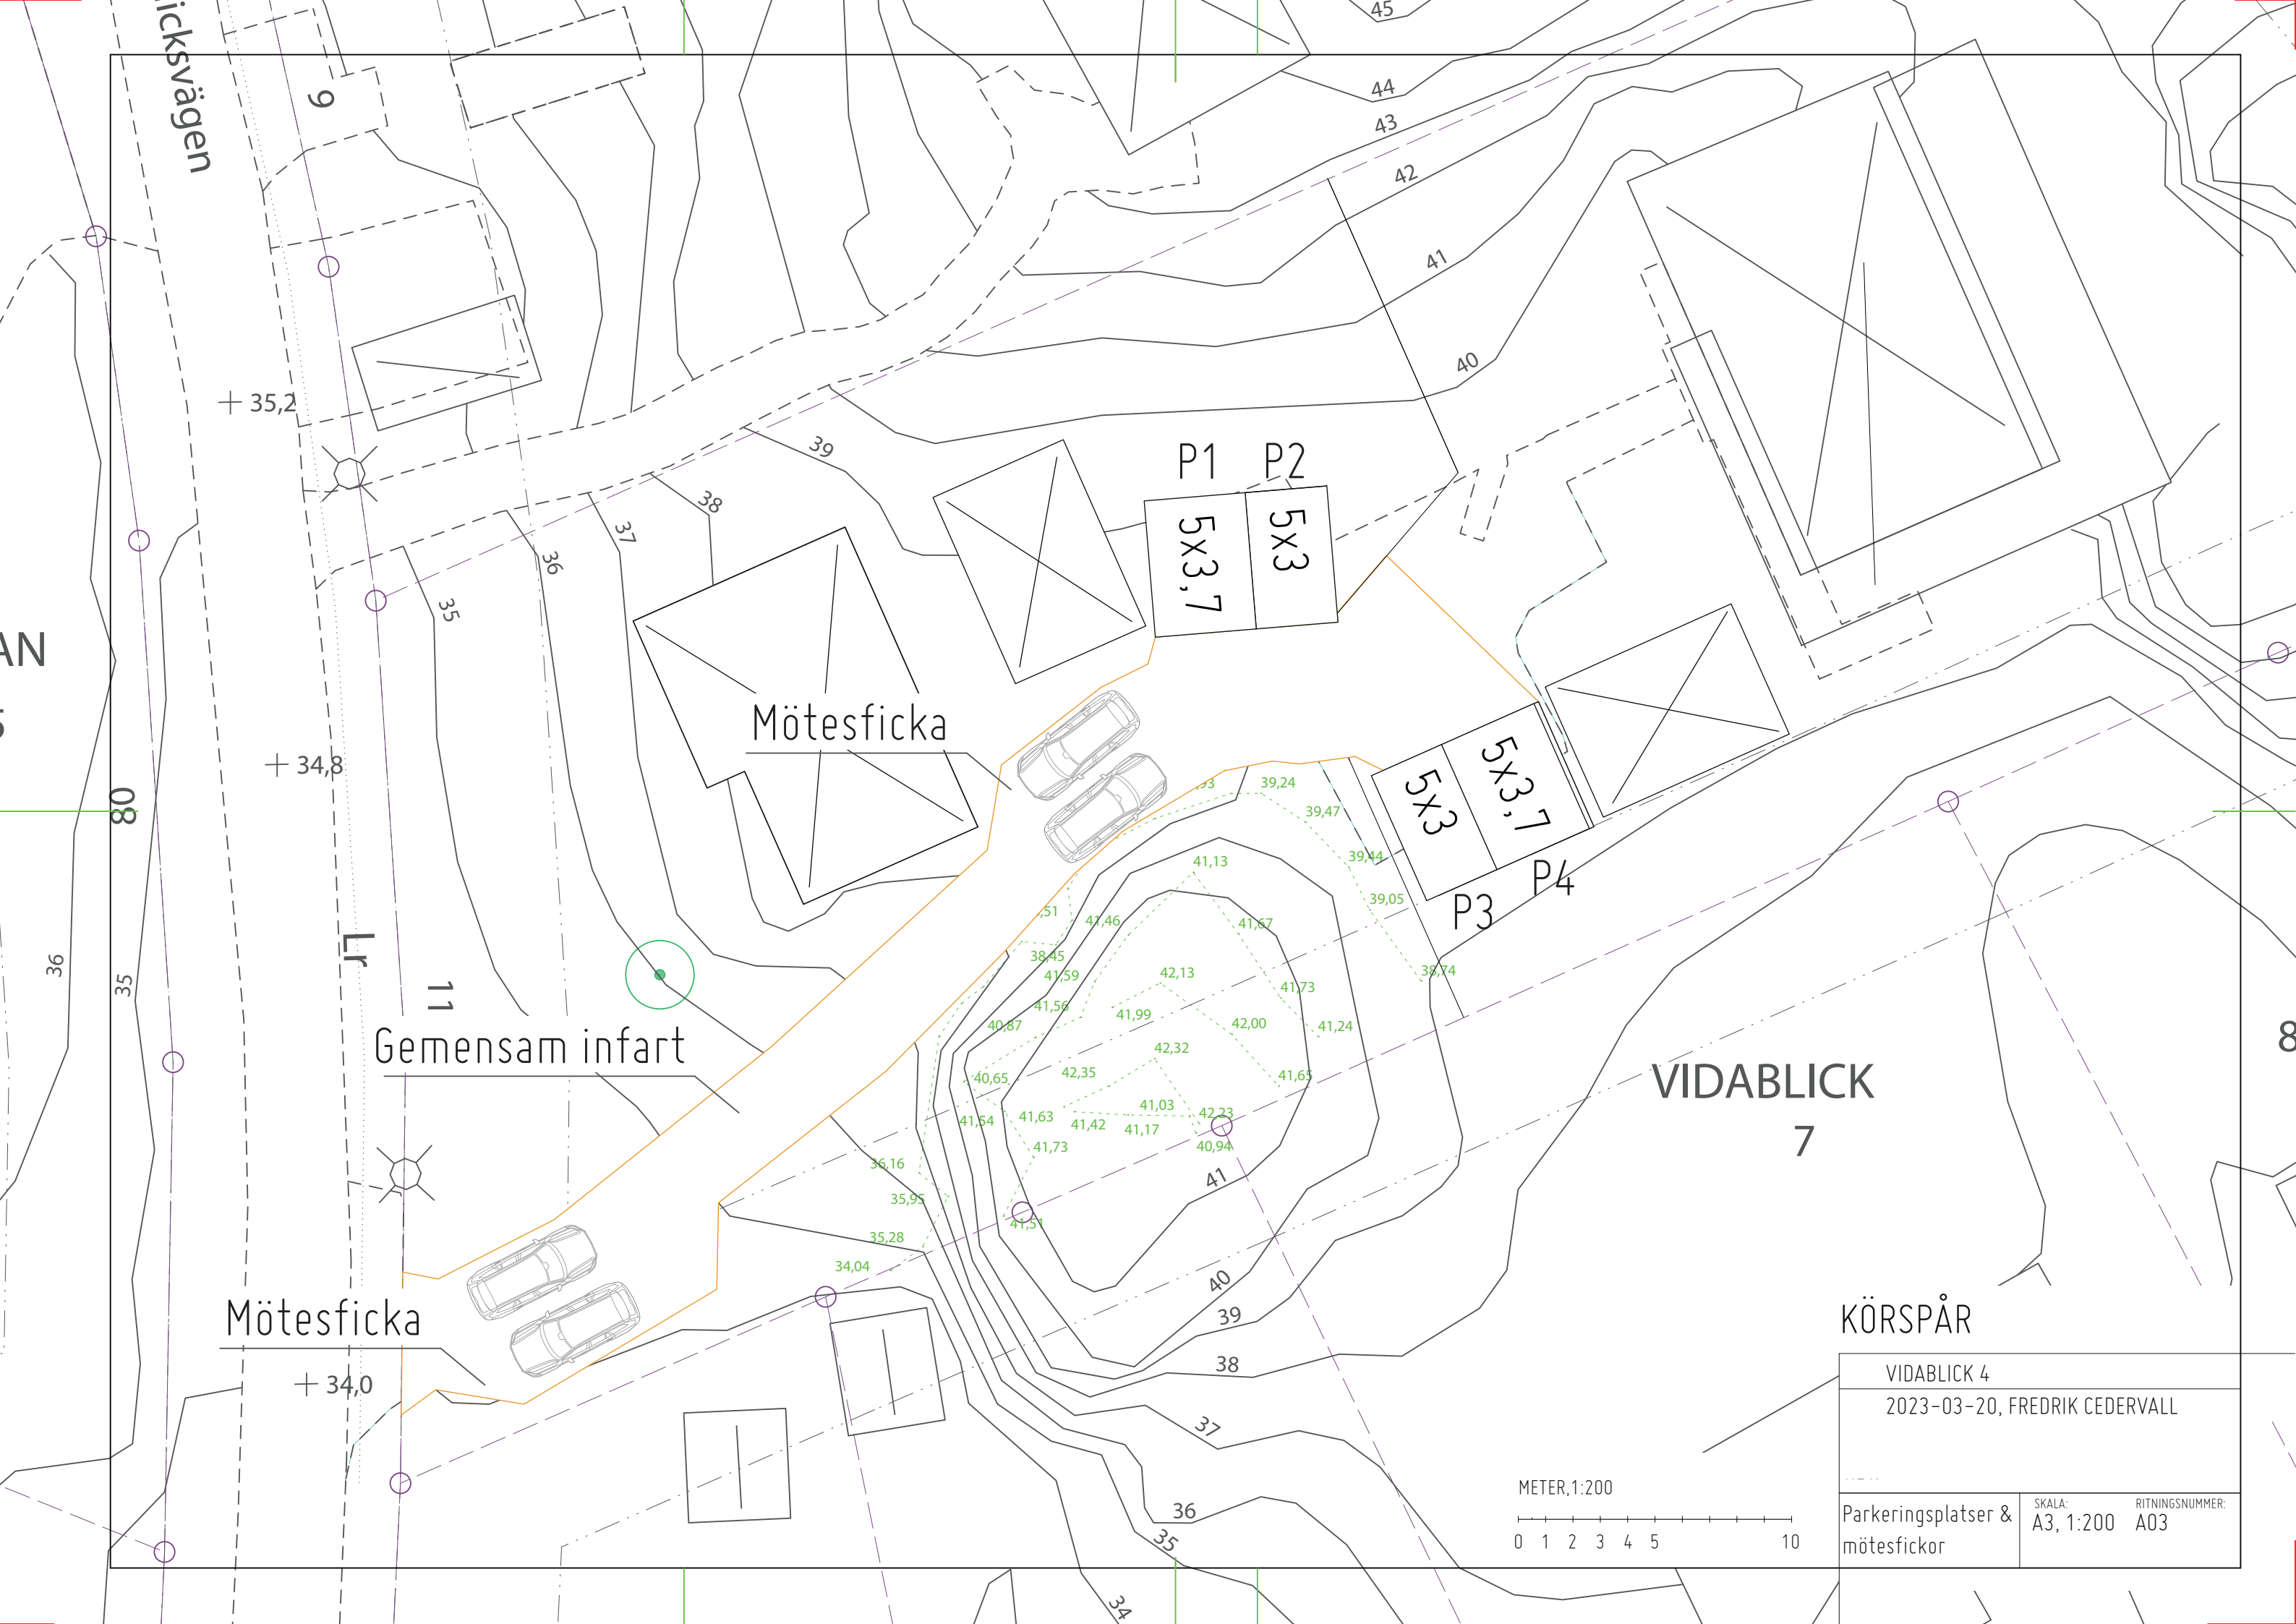 icksvägen
9
45
44
43
42
41
40
+ 35,2
39
38
37
36
35
P1 P2
5x3,7
5x3
AN
5
Mötesficka
+ 34,8
80
,93
39,24
39,47
39,44
39,05
38,74
5x3
5x3,7
P3
P4
41,13
,51
41,46
41,67
38,45
41,59
42,13
41,73
41,56
41,99
40,87
42,00
41,24
42,32
40,65
42,35
41,65
41,54
41,63
41,03
42,23
41,42
41,17
41,73
40,94
36,16
35,95
35,28
34,04
41,51
36
35
Lr
11
Gemensam infart
VIDABLICK
7
8
41
40
39
38
37
36
35
34
Mötesficka
+ 34,0
KÖRSPÅR
VIDABLICK 4
2023-03-20, FREDRIK CEDERVALL
METER,1:200
0 1 2 3 4 5 10
Parkeringsplatser &
mötesfickor
SKALA:
A3, 1:200
RITNINGSNUMMER:
A03